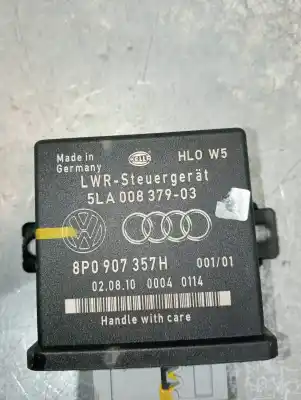 Made in
Germany
HELLA
HLO W5
LWR-Steuergerät
5LA 008 379-03
8P0 907 357H 001/01
02.08.10 0004 0114
Handle with care